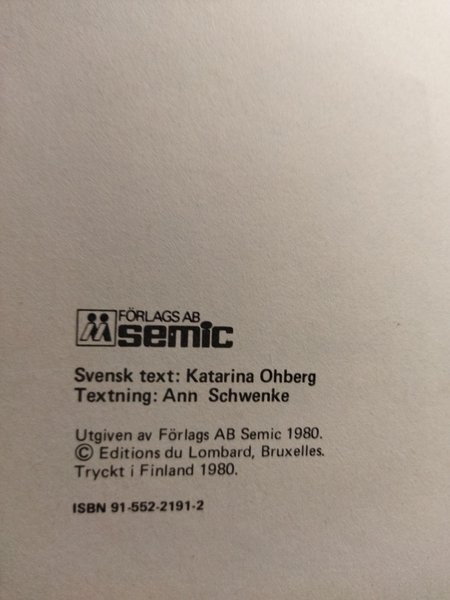 FÖRLAGS AB
semic
Svensk text: Katarina Ohberg
Textning: Ann Schwenke
Utgiven av Förlags AB Semic 1980.
© Editions du Lombard, Bruxelles.
Tryckt i Finland 1980.
ISBN 91-552-2191-2